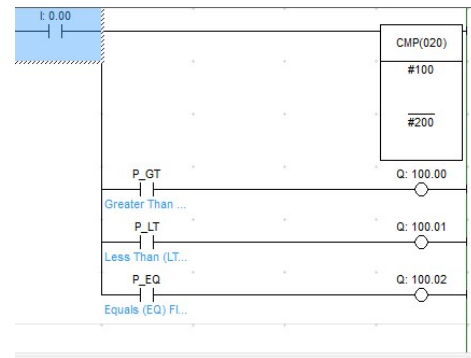 I: 0.00
CMP(020)
#100
#200
P_GT
Q: 100.00
Greater Than ...
P_LT
Q: 100.01
Less Than (LT...
P_EQ
Q: 100.02
Equals (EQ) Fl...